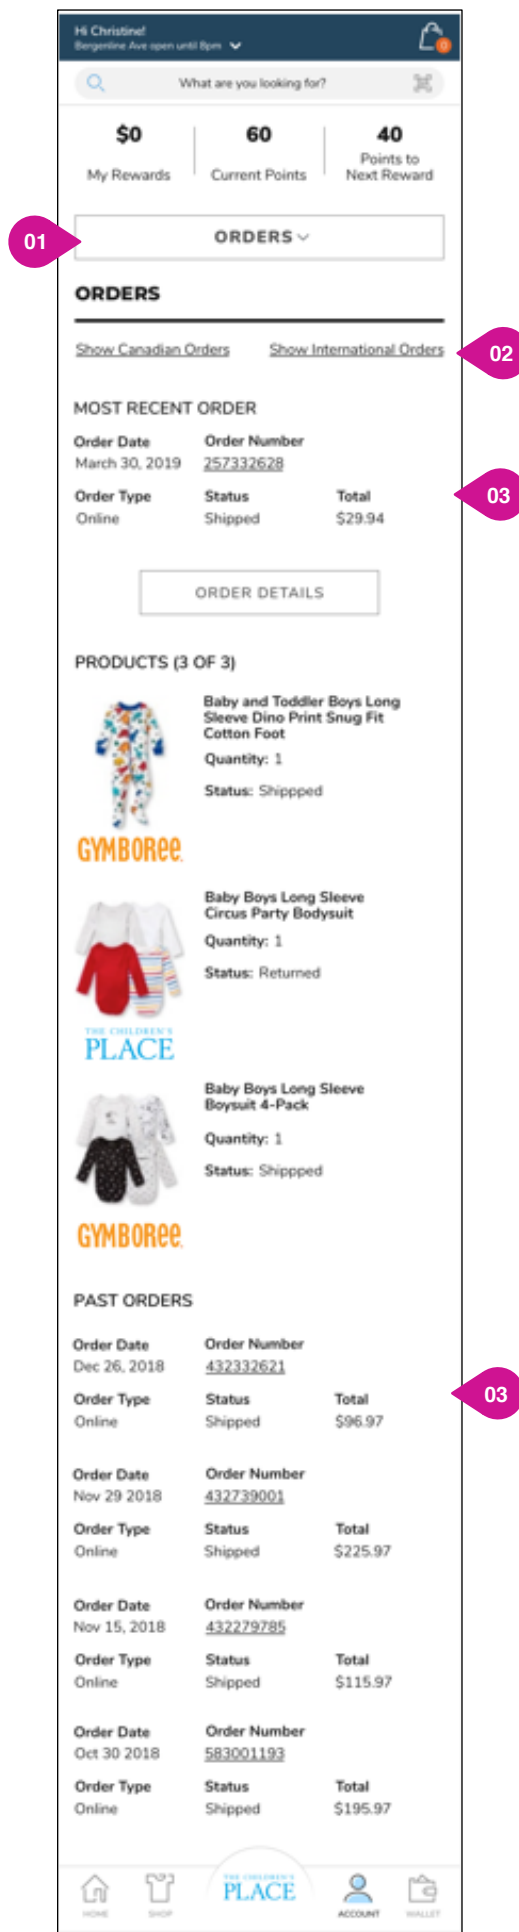 Hi Christine!
Bergenline Ave open until 8pm
0
What are you looking for?
$0 60 40
My Rewards Current Points Points to Next Reward
01
ORDERS
ORDERS
Show Canadian Orders Show International Orders
02
MOST RECENT ORDER
Order Date Order Number
March 30, 2019 257332628
Order Type Status Total
03
Online Shipped $29.94
ORDER DETAILS
PRODUCTS (3 OF 3)
Baby and Toddler Boys Long
Sleeve Dino Print Snug Fit
Cotton Foot
Quantity: 1
Status: Shippped
GYMBOREE
Baby Boys Long Sleeve
Circus Party Bodysuit
Quantity: 1
Status: Returned
THE CHILDREN'S
PLACE
Baby Boys Long Sleeve
Boysuit 4-Pack
Quantity: 1
Status: Shippped
GYMBOREE
PAST ORDERS
Order Date Order Number
Dec 26, 2018 432332621
Order Type Status Total
03
Online Shipped $96.97
Order Date Order Number
Nov 29 2018 432739001
Order Type Status Total
Online Shipped $225.97
Order Date Order Number
Nov 15, 2018 432279785
Order Type Status Total
Online Shipped $115.97
Order Date Order Number
Oct 30 2018 583001193
Order Type Status Total
Online Shipped $195.97
THE CHILDREN'S
PLACE
HOME SHOP ACCOUNT WALLET